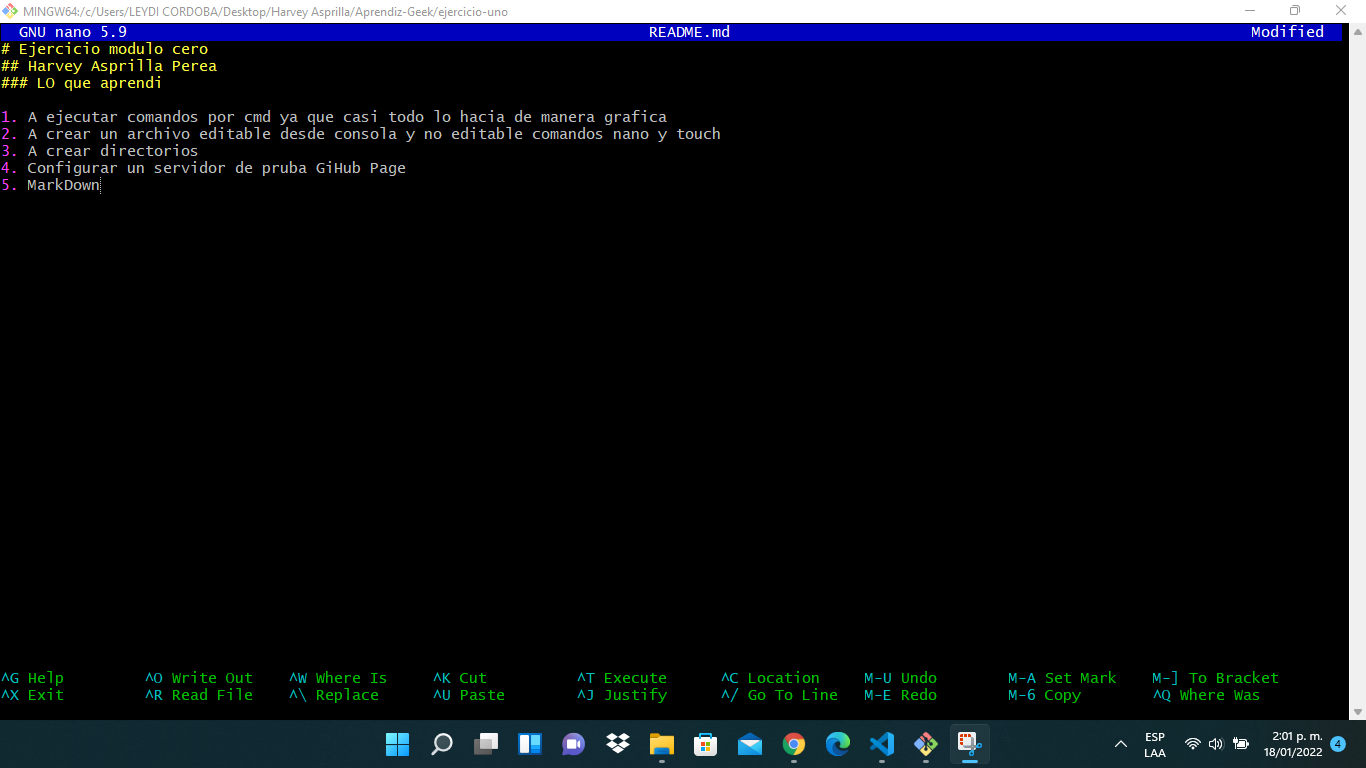 MINGW64:/c/Users/LEYDI CORDOBA/Desktop/Harvey Asprilla/Aprendiz-Geek/ejercicio-uno
GNU nano 5.9 README.md Modified
# Ejercicio modulo cero
## Harvey Asprilla Perea
### LO que aprendi
1. A ejecutar comandos por cmd ya que casi todo lo hacia de manera grafica
2. A crear un archivo editable desde consola y no editable comandos nano y touch
3. A crear directorios
4. Configurar un servidor de pruba GiHub Page
5. MarkDown
^G Help ^O Write Out ^W Where Is ^K Cut ^T Execute ^C Location M-U Undo M-A Set Mark M-] To Bracket
^X Exit ^R Read File ^\ Replace ^U Paste ^J Justify ^/ Go To Line M-E Redo M-6 Copy ^Q Where Was
ESP 2:01 p. m.
LAA 18/01/2022 4